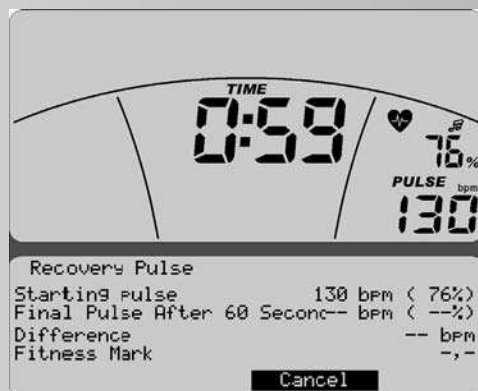 TIME
0:59
76%
PULSE bpm
130
Recovery Pulse
Starting pulse 130 bpm ( 76%)
Final Pulse After 60 Second-- bpm ( --%)
Difference -- bpm
Fitness Mark -,-
Cancel